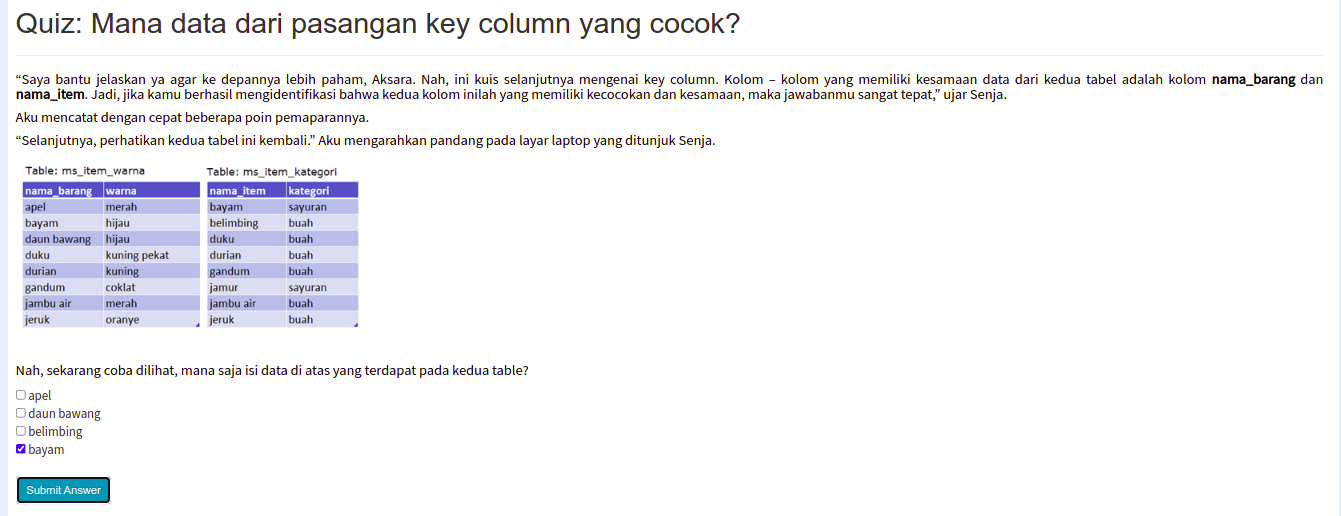 Quiz: Mana data dari pasangan key column yang cocok?
“Saya bantu jelaskan ya agar ke depannya lebih paham, Aksara. Nah, ini kuis selanjutnya mengenai key column. Kolom – kolom yang memiliki kesamaan data dari kedua tabel adalah kolom nama_barang dan
nama_item. Jadi, jika kamu berhasil mengidentifikasi bahwa kedua kolom inilah yang memiliki kecocokan dan kesamaan, maka jawabanmu sangat tepat,” ujar Senja.
Aku mencatat dengan cepat beberapa poin pemaparannya.
“Selanjutnya, perhatikan kedua tabel ini kembali.” Aku mengarahkan pandang pada layar laptop yang ditunjuk Senja.
Table: ms_item_warna
nama_barang warna
apel merah
bayam hijau
daun bawang hijau
duku kuning pekat
durian kuning
gandum coklat
jambu air merah
jeruk oranye
Table: ms_item_kategori
nama_item kategori
bayam sayuran
belimbing buah
duku buah
durian buah
gandum buah
jamur sayuran
jambu air buah
jeruk buah
Nah, sekarang coba dilihat, mana saja isi data di atas yang terdapat pada kedua table?
apel
daun bawang
belimbing
bayam
Submit Answer